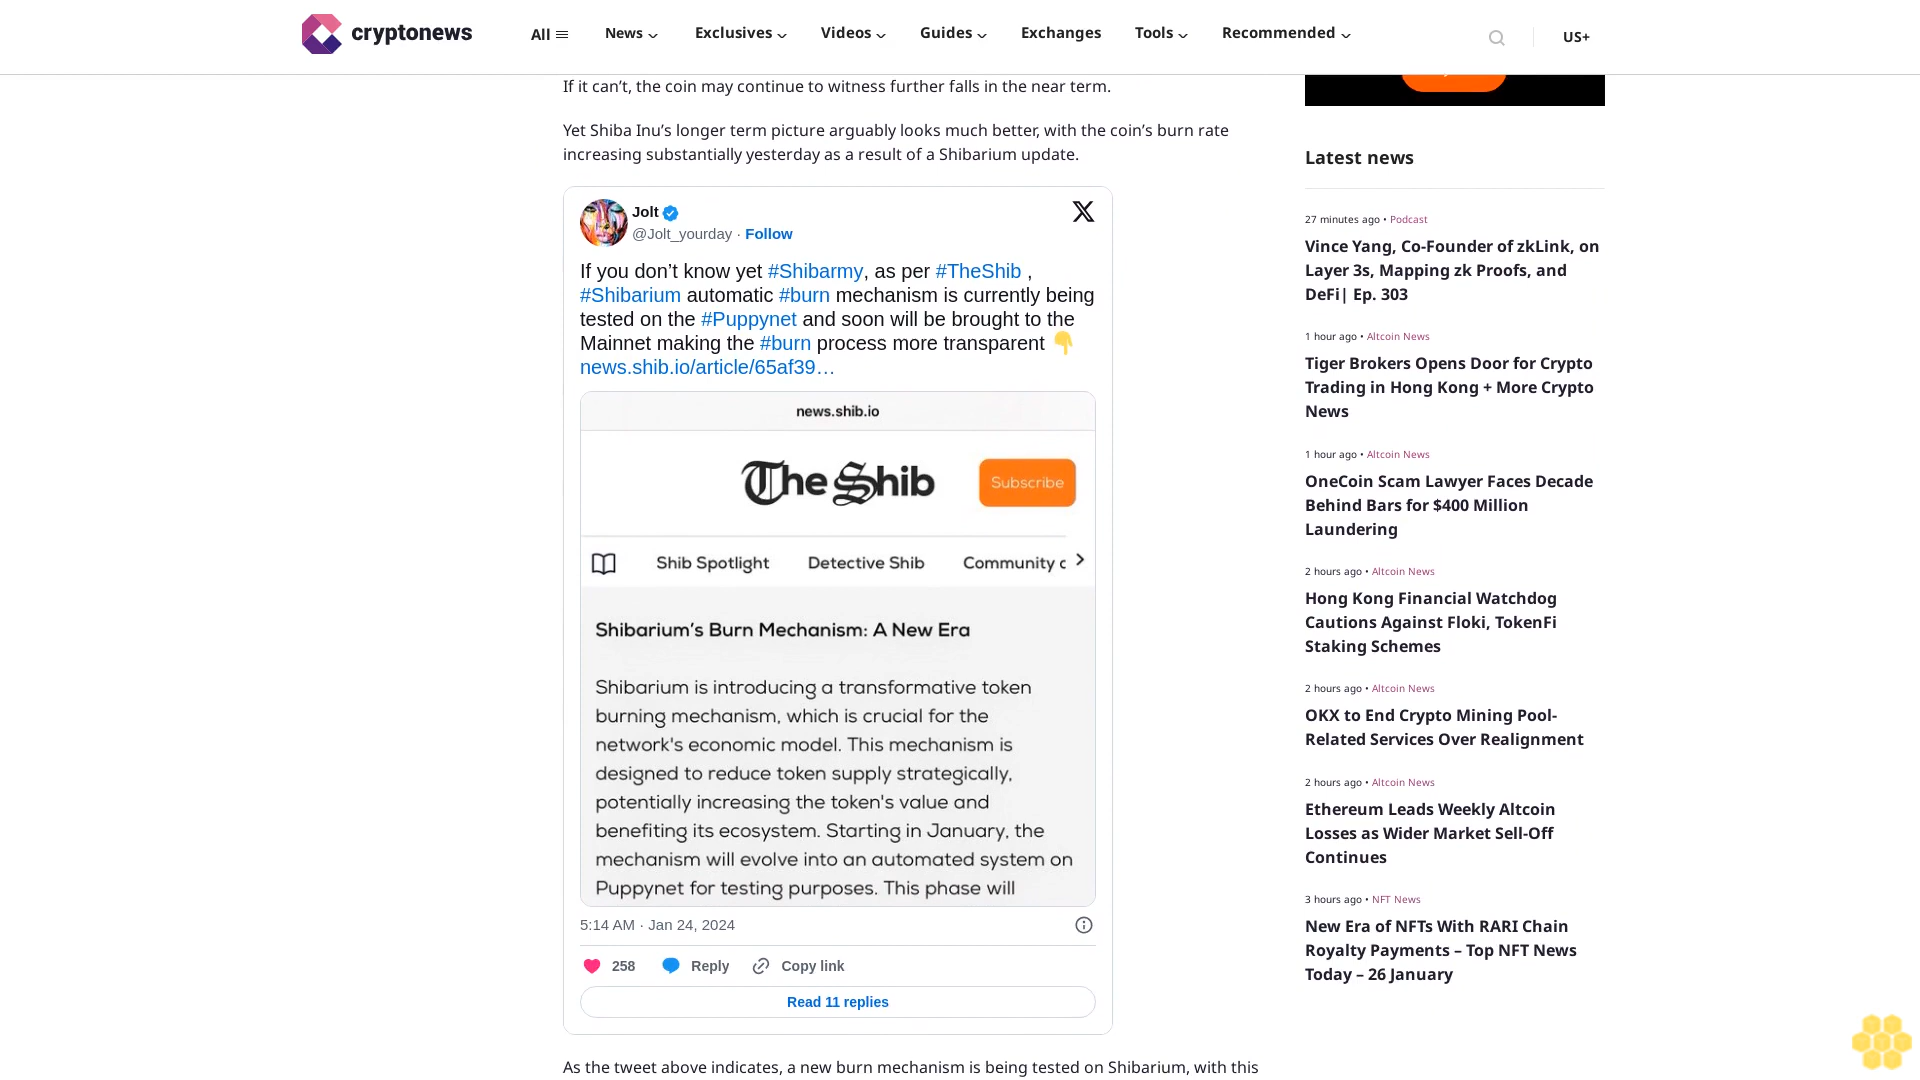 cryptonews
All
News
Exclusives
Videos
Guides
Exchanges
Tools
Recommended
US+
If it can’t, the coin may continue to witness further falls in the near term.
Yet Shiba Inu’s longer term picture arguably looks much better, with the coin’s burn rate
increasing substantially yesterday as a result of a Shibarium update.
Jolt
@Jolt_yourday · Follow
If you don’t know yet #Shibarmy, as per #TheShib ,
#Shibarium automatic #burn mechanism is currently being
tested on the #Puppynet and soon will be brought to the
Mainnet making the #burn process more transparent 👇
news.shib.io/article/65af39…
news.shib.io
The Shib
Subscribe
Shib Spotlight
Detective Shib
Community c
Shibarium’s Burn Mechanism: A New Era
Shibarium is introducing a transformative token
burning mechanism, which is crucial for the
network's economic model. This mechanism is
designed to reduce token supply strategically,
potentially increasing the token's value and
benefiting its ecosystem. Starting in January, the
mechanism will evolve into an automated system on
Puppynet for testing purposes. This phase will
5:14 AM · Jan 24, 2024
258
Reply
Copy link
Read 11 replies
As the tweet above indicates, a new burn mechanism is being tested on Shibarium, with this
Latest news
27 minutes ago • Podcast
Vince Yang, Co-Founder of zkLink, on
Layer 3s, Mapping zk Proofs, and
DeFi| Ep. 303
1 hour ago • Altcoin News
Tiger Brokers Opens Door for Crypto
Trading in Hong Kong + More Crypto
News
1 hour ago • Altcoin News
OneCoin Scam Lawyer Faces Decade
Behind Bars for $400 Million
Laundering
2 hours ago • Altcoin News
Hong Kong Financial Watchdog
Cautions Against Floki, TokenFi
Staking Schemes
2 hours ago • Altcoin News
OKX to End Crypto Mining Pool-
Related Services Over Realignment
2 hours ago • Altcoin News
Ethereum Leads Weekly Altcoin
Losses as Wider Market Sell-Off
Continues
3 hours ago • NFT News
New Era of NFTs With RARI Chain
Royalty Payments – Top NFT News
Today – 26 January